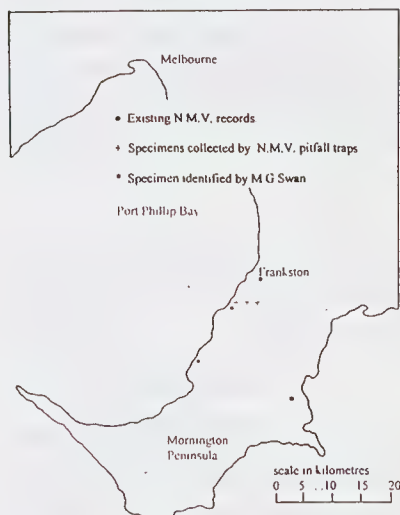 Melbourne
• Existing N.M.V. records
+ Specimens collected by N.M.V. pitfall traps
* Specimen identified by M G Swan
Port Phillip Bay
Frankston
Mornington
Peninsula
scale in kilometres
0 5 10 15 20